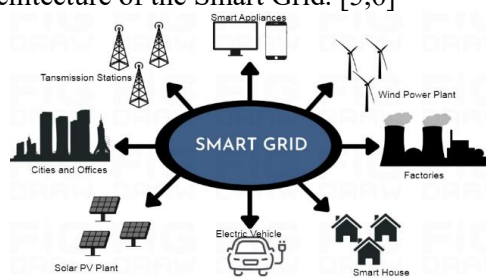 chitecture of the Smart Grid. [5,6]
Smart Appliances
Tansmission Stations
Wind Power Plant
SMART GRID
Cities and Offices
Factories
Solar PV Plant
Electric Vehicle
Smart House